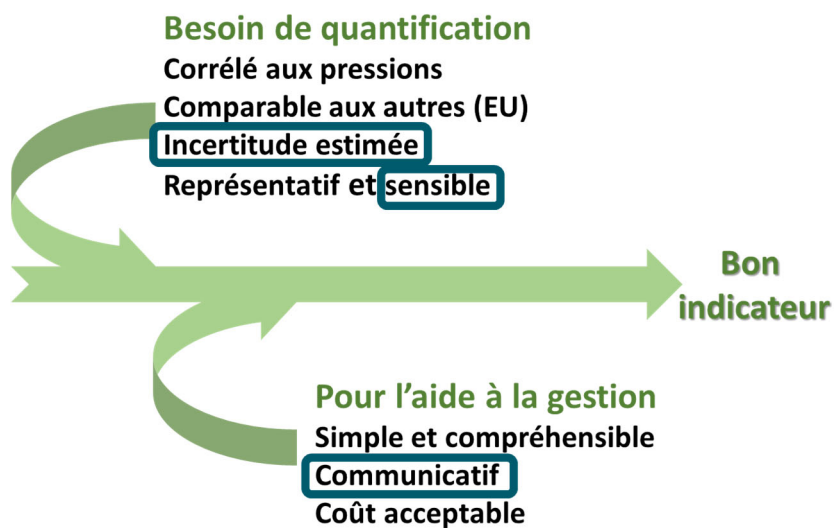 Besoin de quantification
Corrélé aux pressions
Comparable aux autres (EU)
Incertitude estimée
Représentatif et sensible
Bon
indicateur
Pour l'aide à la gestion
Simple et compréhensible
Communicatif
Coût acceptable